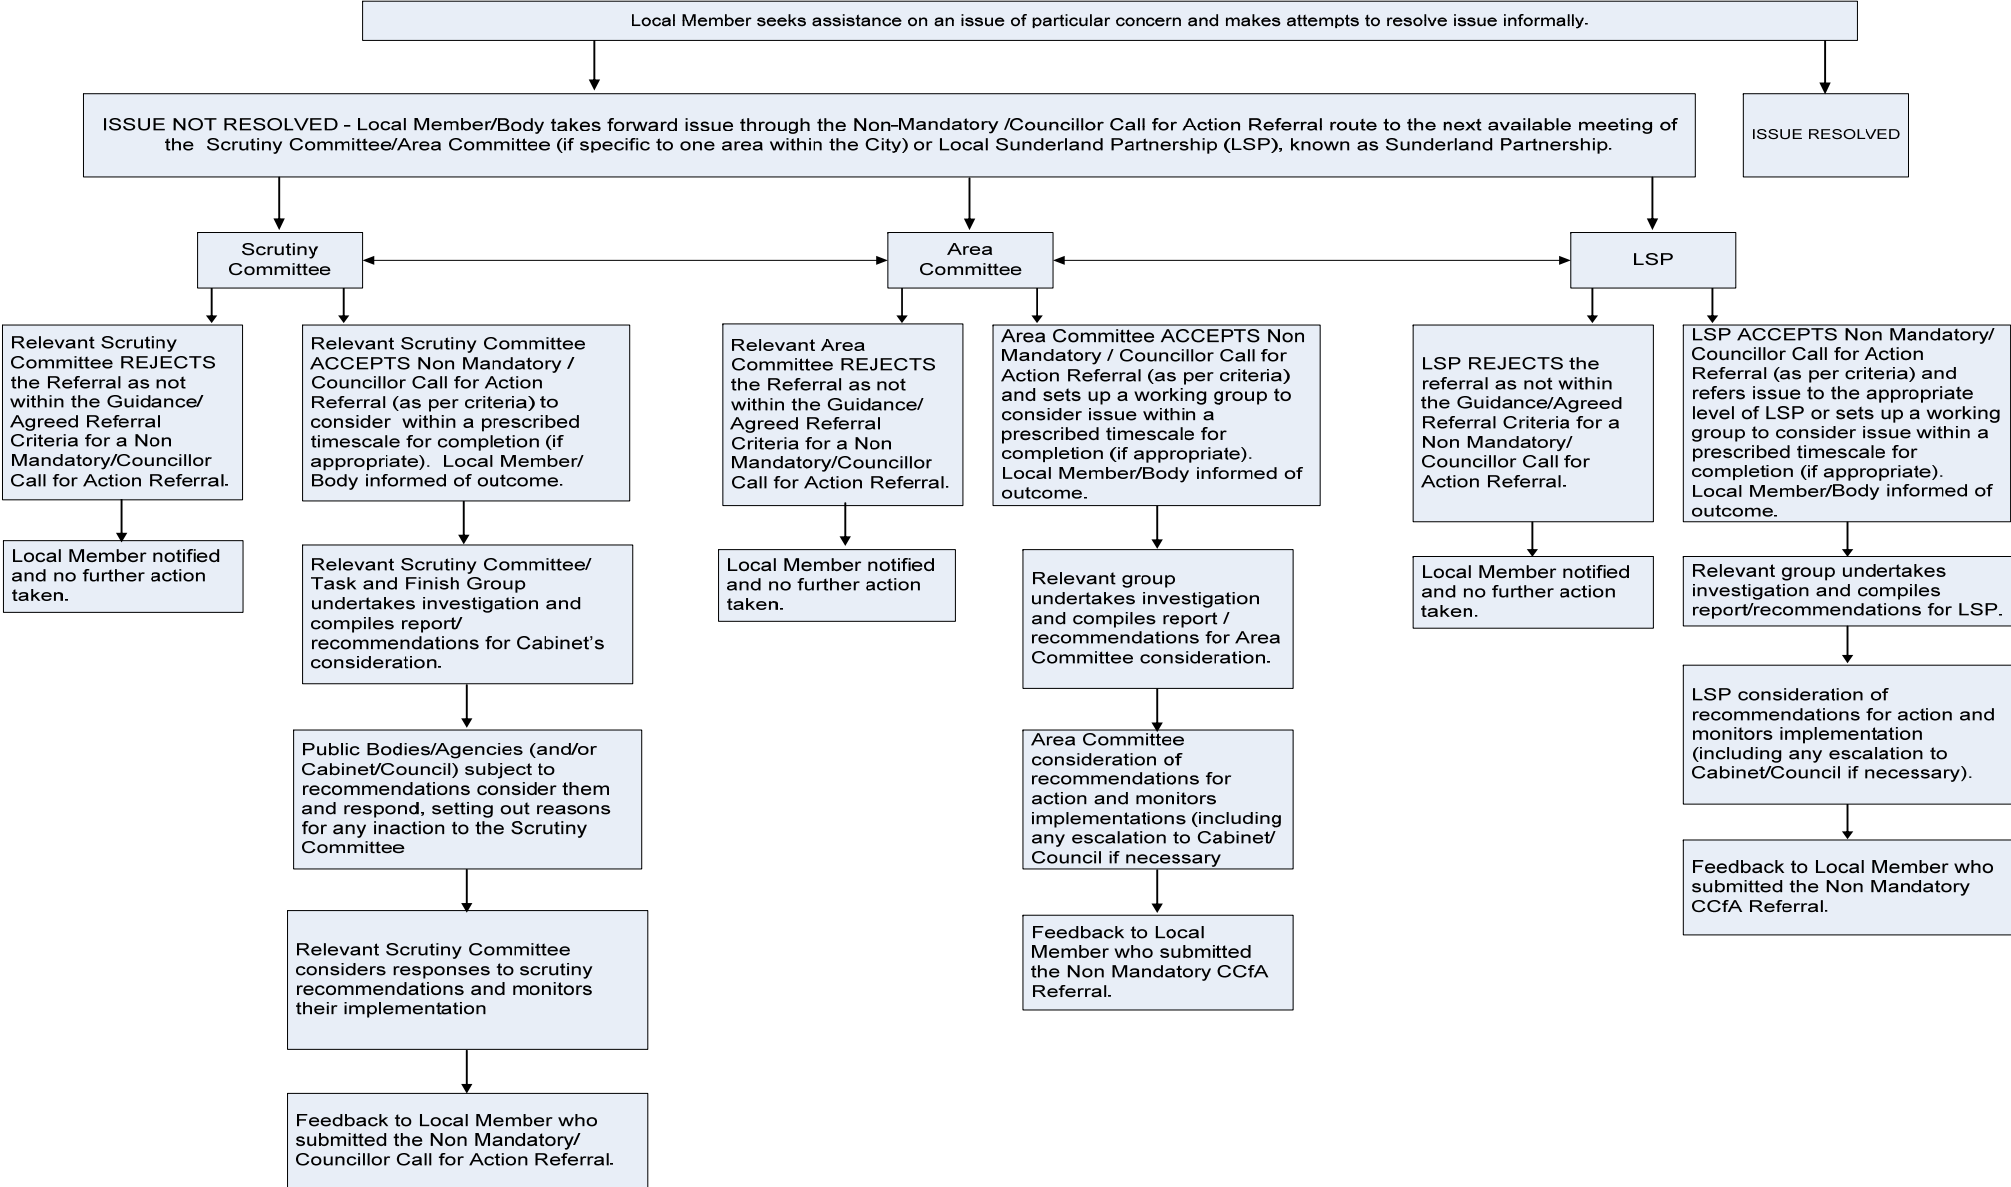 Local Member seeks assistance on an issue of particular concern and makes attempts to resolve issue informally.
ISSUE NOT RESOLVED - Local Member/Body takes forward issue through the Non-Mandatory /Councillor Call for Action Referral route to the next available meeting of
the Scrutiny Committee/Area Committee (if specific to one area within the City) or Local Sunderland Partnership (LSP), known as Sunderland Partnership.
ISSUE RESOLVED
Scrutiny
Committee
Area
Committee
LSP
Relevant Scrutiny
Committee REJECTS
the Referral as not
within the Guidance/
Agreed Referral
Criteria for a Non
Mandatory/Councillor
Call for Action Referral.
Relevant Scrutiny Committee
ACCEPTS Non Mandatory /
Councillor Call for Action
Referral (as per criteria) to
consider within a prescribed
timescale for completion (if
appropriate). Local Member/
Body informed of outcome.
Relevant Area
Committee REJECTS
the Referral as not
within the Guidance/
Agreed Referral
Criteria for a Non
Mandatory/Councillor
Call for Action Referral.
Area Committee ACCEPTS Non
Mandatory / Councillor Call for
Action Referral (as per criteria)
and sets up a working group to
consider issue within a
prescribed timescale for
completion (if appropriate).
Local Member/Body informed of
outcome.
LSP REJECTS the
referral as not within
the Guidance/Agreed
Referral Criteria for a
Non Mandatory/
Councillor Call for
Action Referral.
LSP ACCEPTS Non Mandatory/
Councillor Call for Action
Referral (as per criteria) and
refers issue to the appropriate
level of LSP or sets up a working
group to consider issue within a
prescribed timescale for
completion (if appropriate).
Local Member/Body informed of
outcome.
Local Member notified
and no further action
taken.
Relevant Scrutiny Committee/
Task and Finish Group
undertakes investigation and
compiles report/
recommendations for Cabinet's
consideration.
Local Member notified
and no further action
taken.
Relevant group
undertakes investigation
and compiles report /
recommendations for Area
Committee consideration.
Local Member notified
and no further action
taken.
Relevant group undertakes
investigation and compiles
report/recommendations for LSP.
Public Bodies/Agencies (and/or
Cabinet/Council) subject to
recommendations consider them
and respond, setting out reasons
for any inaction to the Scrutiny
Committee
Area Committee
consideration of
recommendations for
action and monitors
implementations (including
any escalation to Cabinet/
Council if necessary
LSP consideration of
recommendations for action and
monitors implementation
(including any escalation to
Cabinet/Council if necessary).
Relevant Scrutiny Committee
considers responses to scrutiny
recommendations and monitors
their implementation
Feedback to Local
Member who submitted
the Non Mandatory CCfA
Referral.
Feedback to Local Member who
submitted the Non Mandatory
CCfA Referral.
Feedback to Local Member who
submitted the Non Mandatory/
Councillor Call for Action Referral.